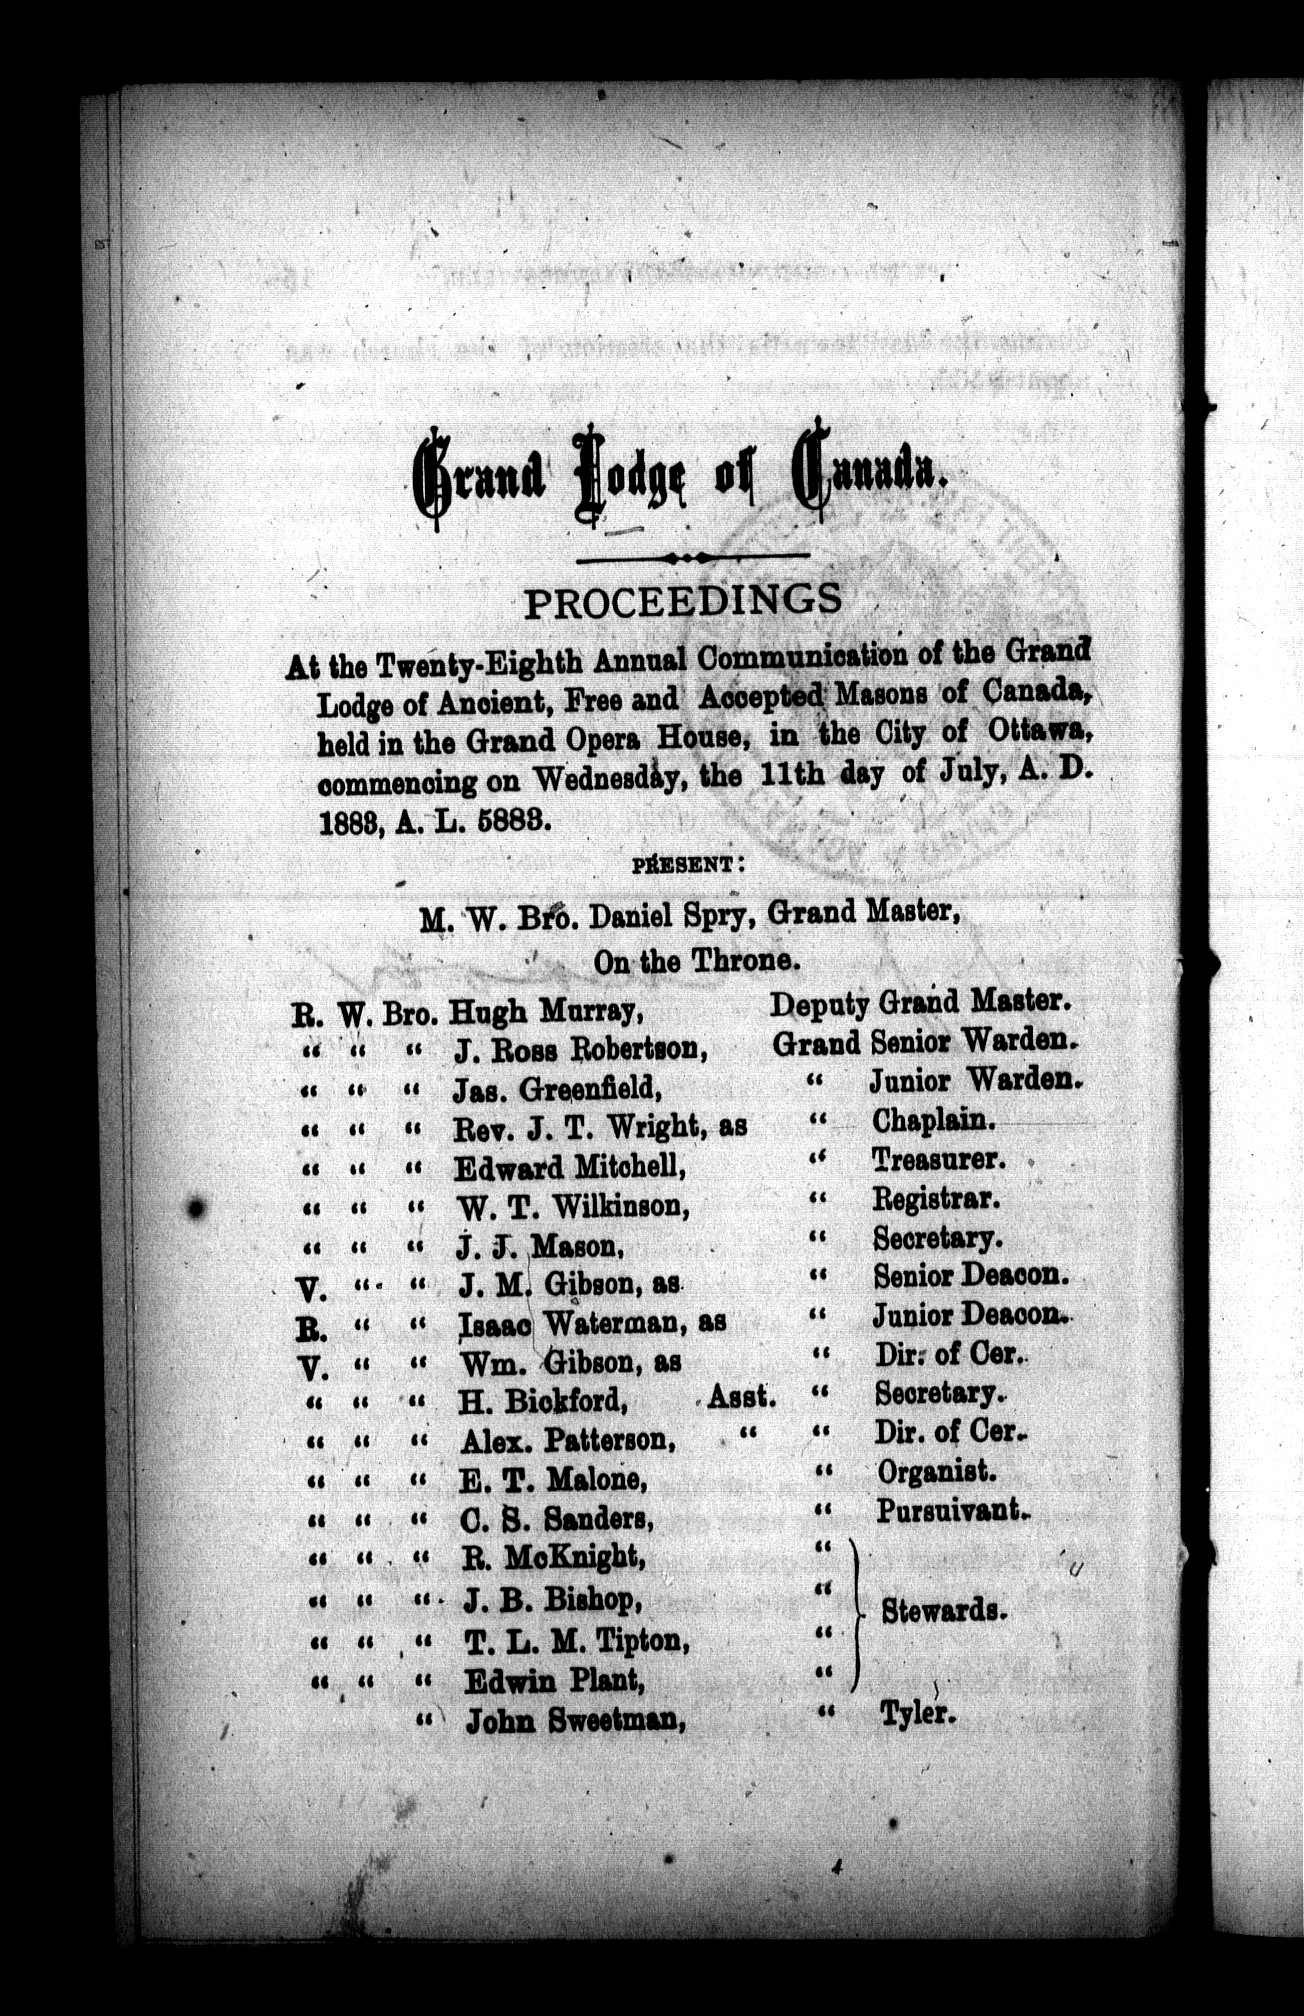 Grand Lodge of Canada.
PROCEEDINGS
At the Twenty-Eighth Annual Communication of the Grand
Lodge of Ancient, Free and Accepted Masons of Canada,
held in the Grand Opera House, in the City of Ottawa,
commencing on Wednesday, the 11th day of July, A. D.
1883, A. L. 5883.
PRESENT:
M. W. Bro. Daniel Spry, Grand Master,
On the Throne.
R. W. Bro. Hugh Murray, Deputy Grand Master.
“ “ “ J. Ross Robertson, Grand Senior Warden.
“ “ “ Jas. Greenfield, “ Junior Warden.
“ “ “ Rev. J. T. Wright, as “ Chaplain.
“ “ “ Edward Mitchell, “ Treasurer.
“ “ “ W. T. Wilkinson, “ Registrar.
“ “ “ J. J. Mason, “ Secretary.
V. “ “ J. M. Gibson, as “ Senior Deacon.
R. “ “ Isaac Waterman, as “ Junior Deacon.
V. “ “ Wm. Gibson, as “ Dir. of Cer.
“ “ “ H. Bickford, Asst. “ Secretary.
“ “ “ Alex. Patterson, “ “ Dir. of Cer.
“ “ “ E. T. Malone, “ Organist.
“ “ “ C. S. Sanders, “ Pursuivant.
“ “ “ R. McKnight, “
“ “ “ J. B. Bishop, “ Stewards.
“ “ “ T. L. M. Tipton, “
“ “ “ Edwin Plant, “
“ John Sweetman, “ Tyler.